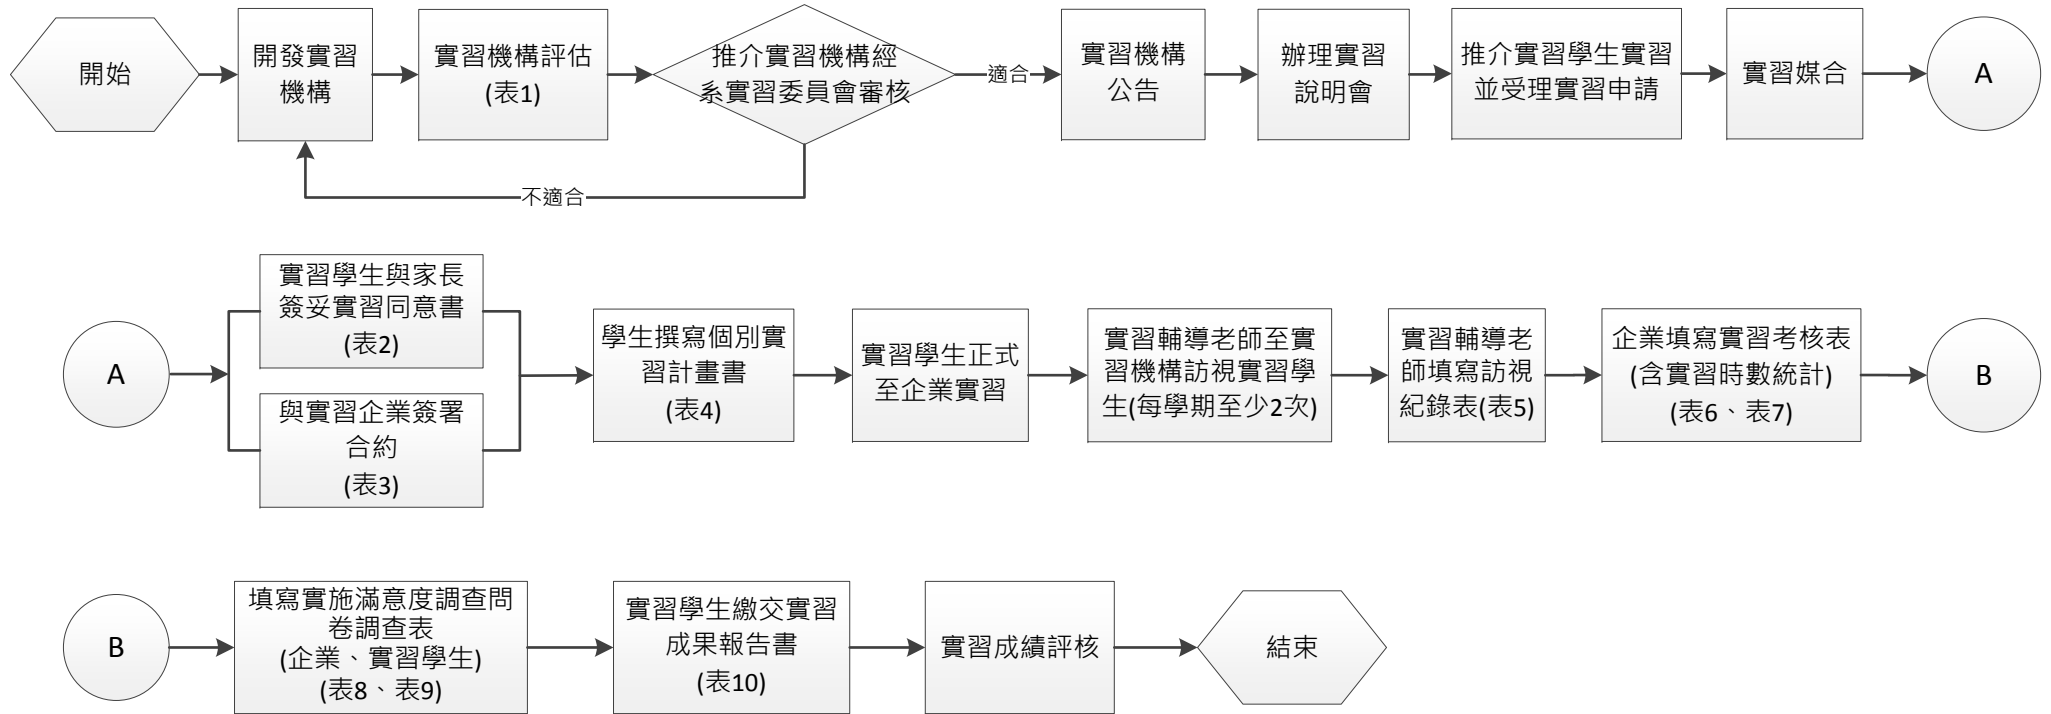 開始
開發實習
機構
實習機構評估
(表1)
推介實習機構經
系實習委員會審核
適合
不適合
實習機構
公告
辦理實習
說明會
推介實習學生實習
並受理實習申請
實習媒合
A
A
實習學生與家長
簽妥實習同意書
(表2)
與實習企業簽署
合約
(表3)
學生撰寫個別實
習計畫書
(表4)
實習學生正式
至企業實習
實習輔導老師至實
習機構訪視實習學
生(每學期至少2次)
實習輔導老
師填寫訪視
紀錄表(表5)
企業填寫實習考核表
(含實習時數統計)
(表6、表7)
B
B
填寫實施滿意度調查問
卷調查表
(企業、實習學生)
(表8、表9)
實習學生繳交實習
成果報告書
(表10)
實習成績評核
結束